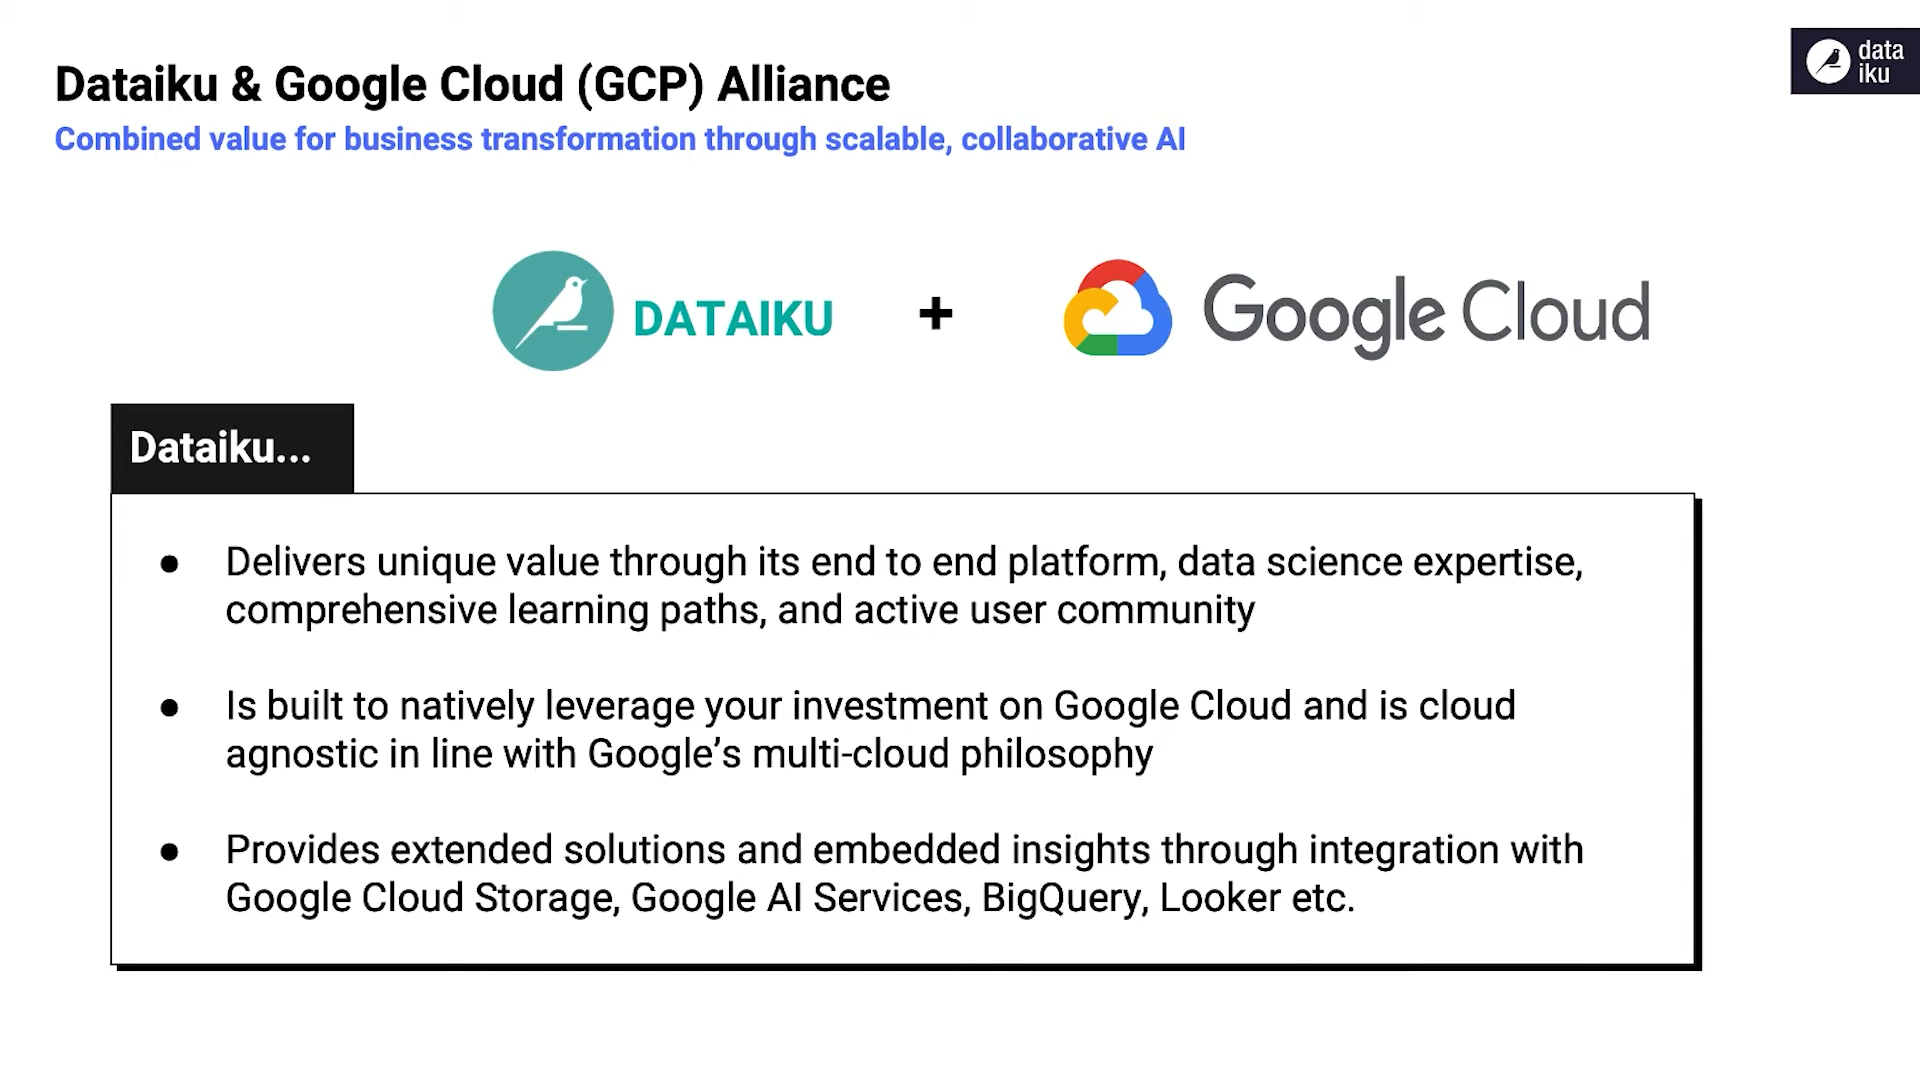 Dataiku & Google Cloud (GCP) Alliance
Combined value for business transformation through scalable, collaborative AI
data
iku
DATAIKU + Google Cloud
Dataiku...
● Delivers unique value through its end to end platform, data science expertise,
comprehensive learning paths, and active user community
● Is built to natively leverage your investment on Google Cloud and is cloud
agnostic in line with Google’s multi-cloud philosophy
● Provides extended solutions and embedded insights through integration with
Google Cloud Storage, Google AI Services, BigQuery, Looker etc.